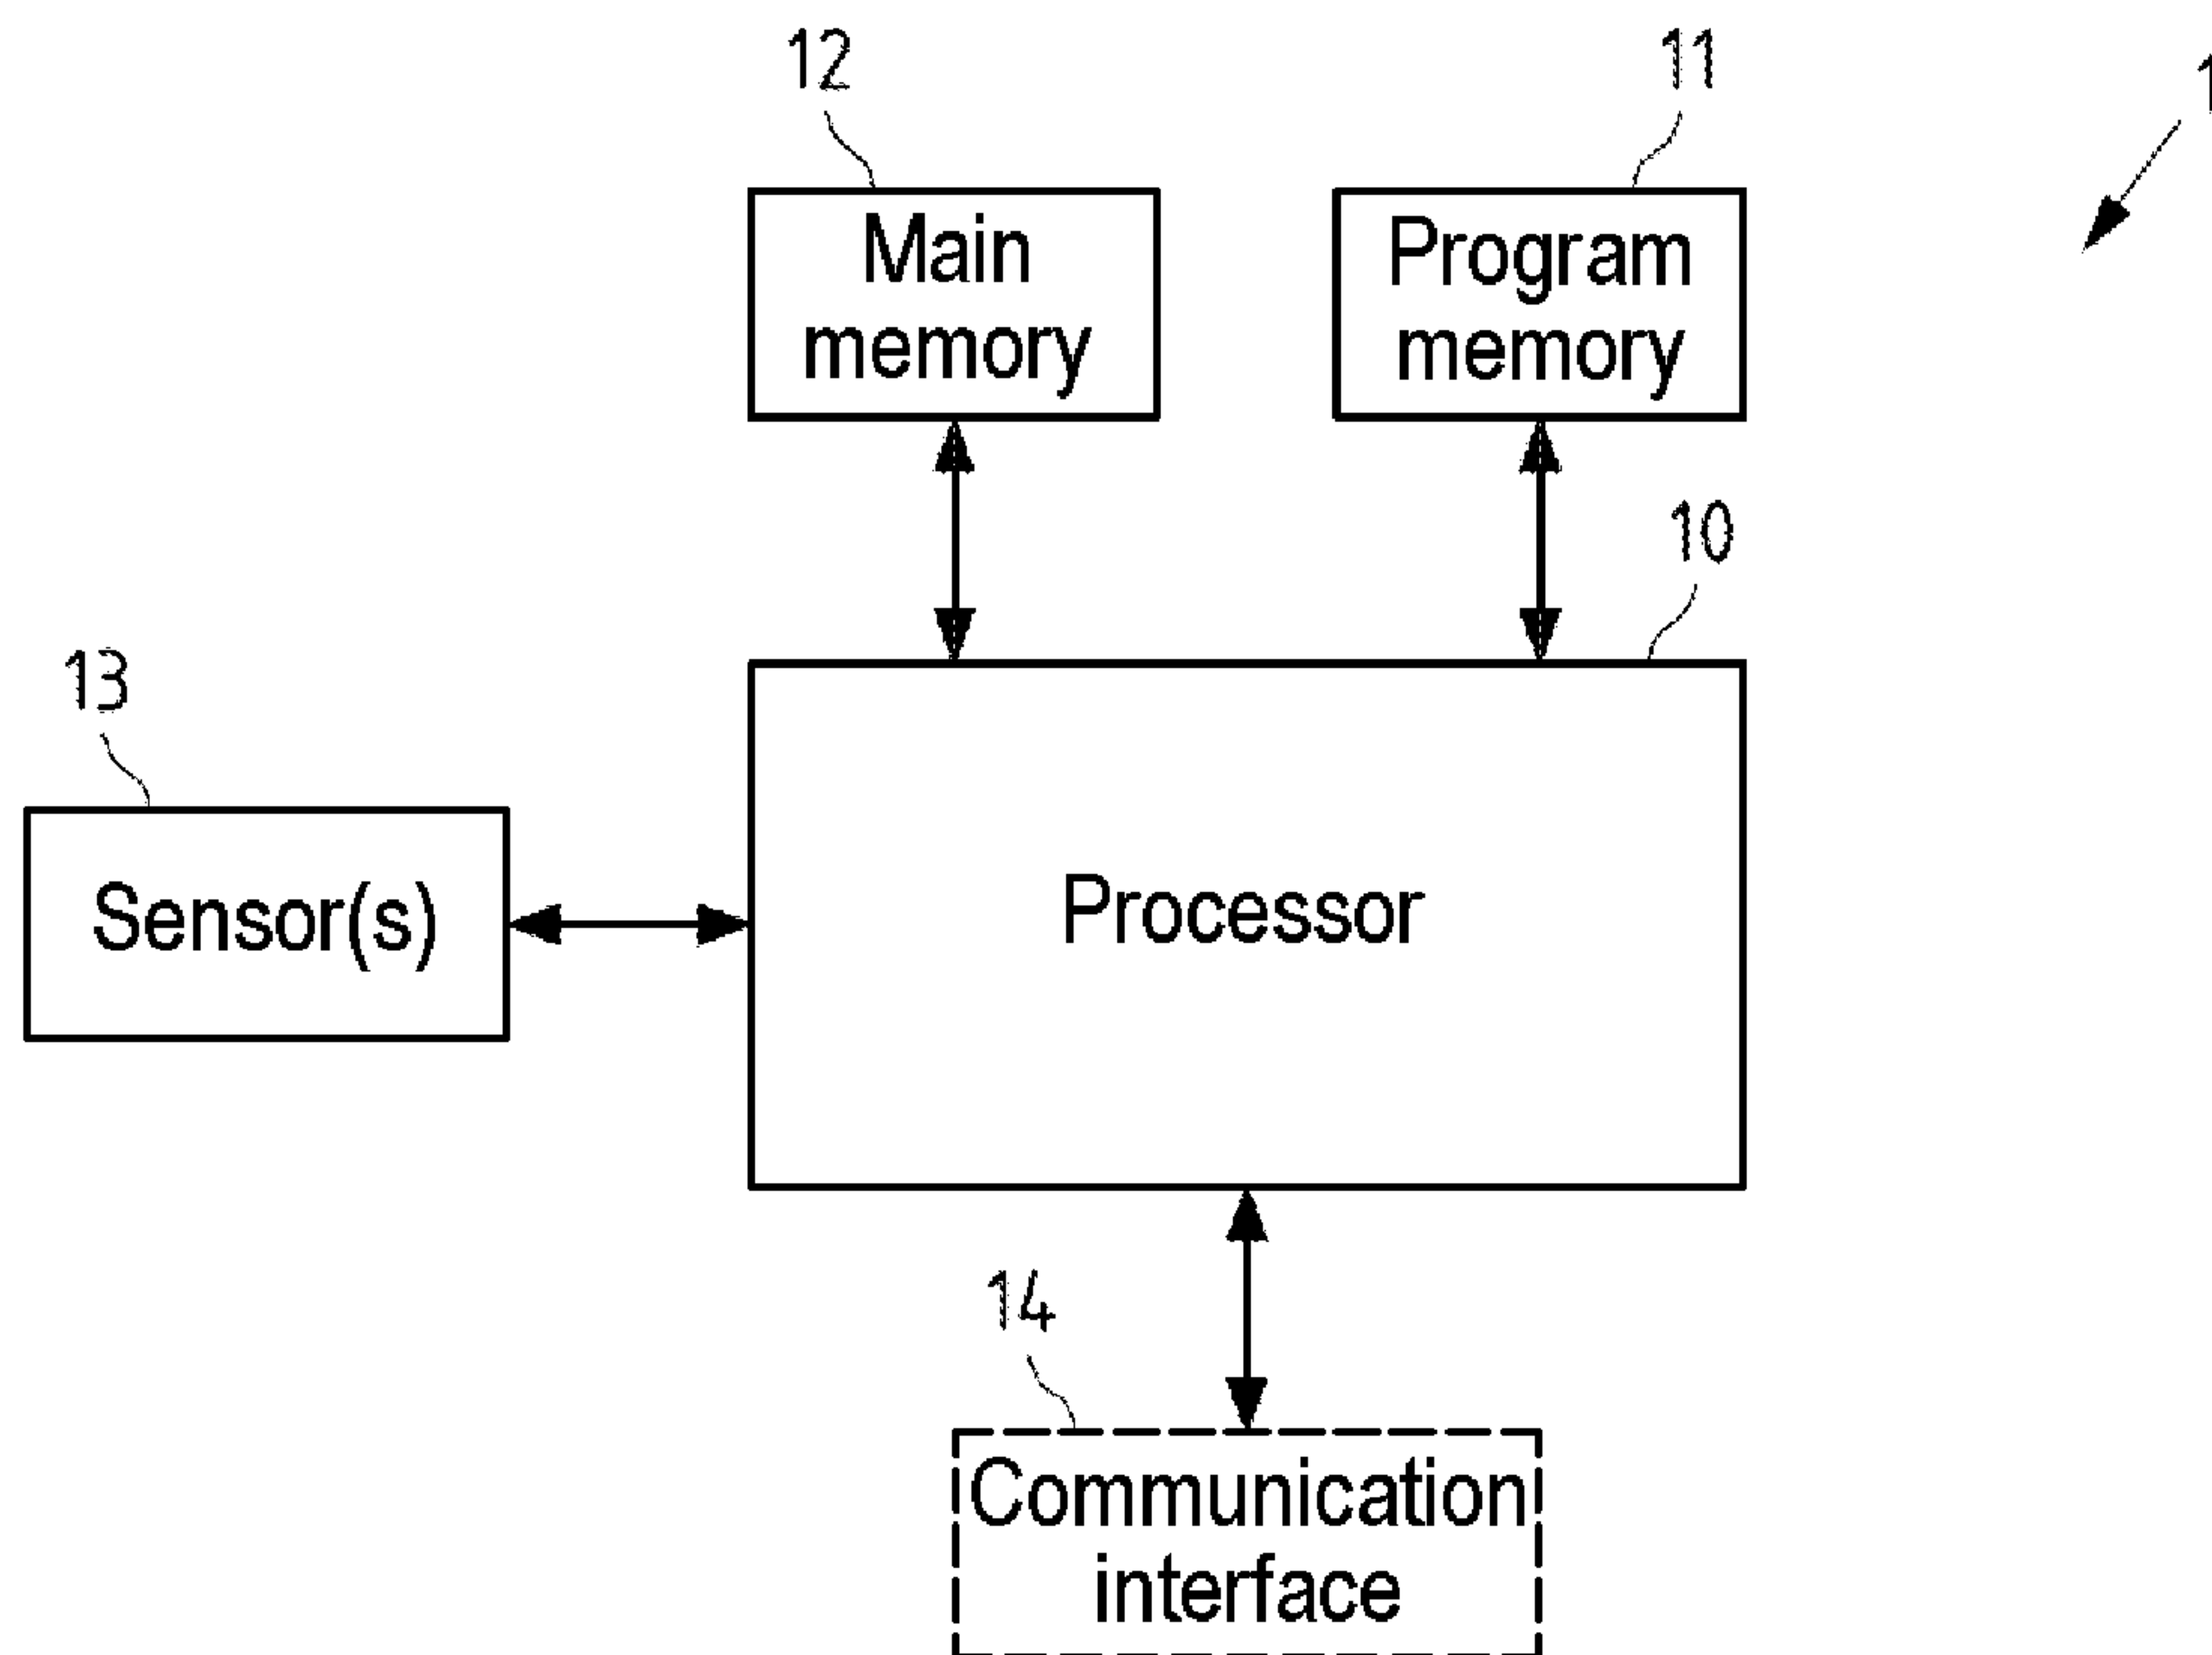 12
11
1
Main
memory
Program
memory
10
13
Sensor(s)
Processor
14
Communication
interface